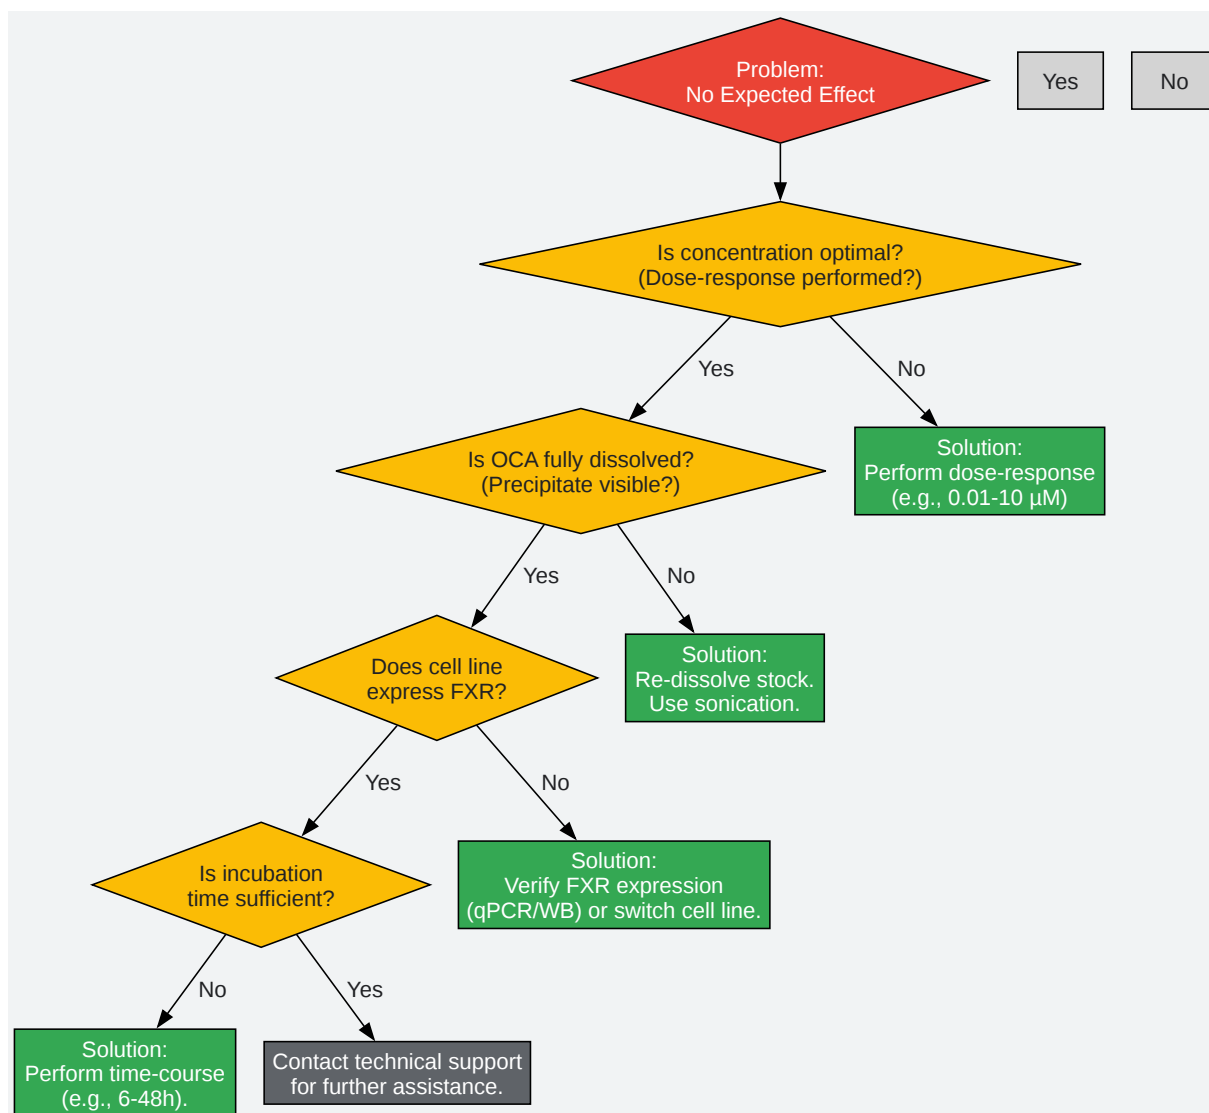 Problem:
No Expected Effect
Yes
No
Is concentration optimal?
(Dose-response performed?)
Yes
No
Is OCA fully dissolved?
(Precipitate visible?)
Solution:
Perform dose-response
(e.g., 0.01-10 µM)
Yes
No
Does cell line
express FXR?
Solution:
Re-dissolve stock.
Use sonication.
Yes
No
Is incubation
time sufficient?
Solution:
Verify FXR expression
(qPCR/WB) or switch cell line.
No
Yes
Solution:
Perform time-course
(e.g., 6-48h).
Contact technical support
for further assistance.